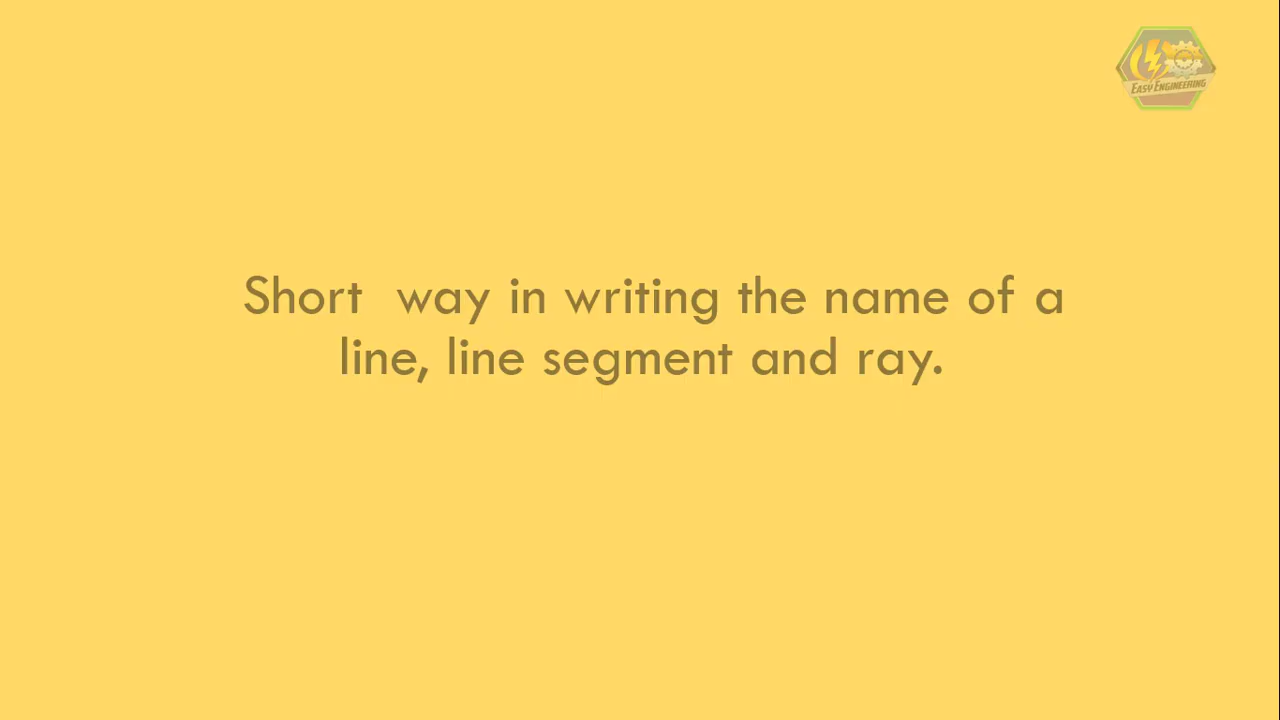 EASY ENGINEERING
Short  way in writing the name of a
line, line segment and ray.